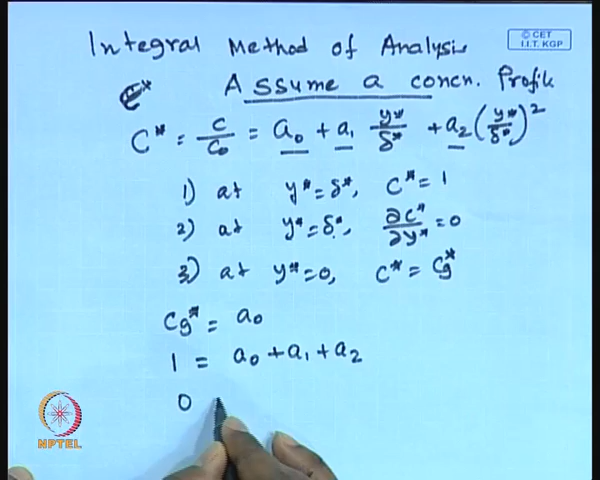 © CET
I.I.T. KGP
Integral Method of Analysis
Assume a concn. Profile
C* = C/C₀ = a₀ + a₁ y*/δ* + a₂ (y*/δ*)²
1) at y* = δ*, C* = 1
2) at y* = δ*, ∂C*/∂y* = 0
3) at y* = 0, C* = Cg*
Cg* = a₀
1 = a₀ + a₁ + a₂
0
NPTEL